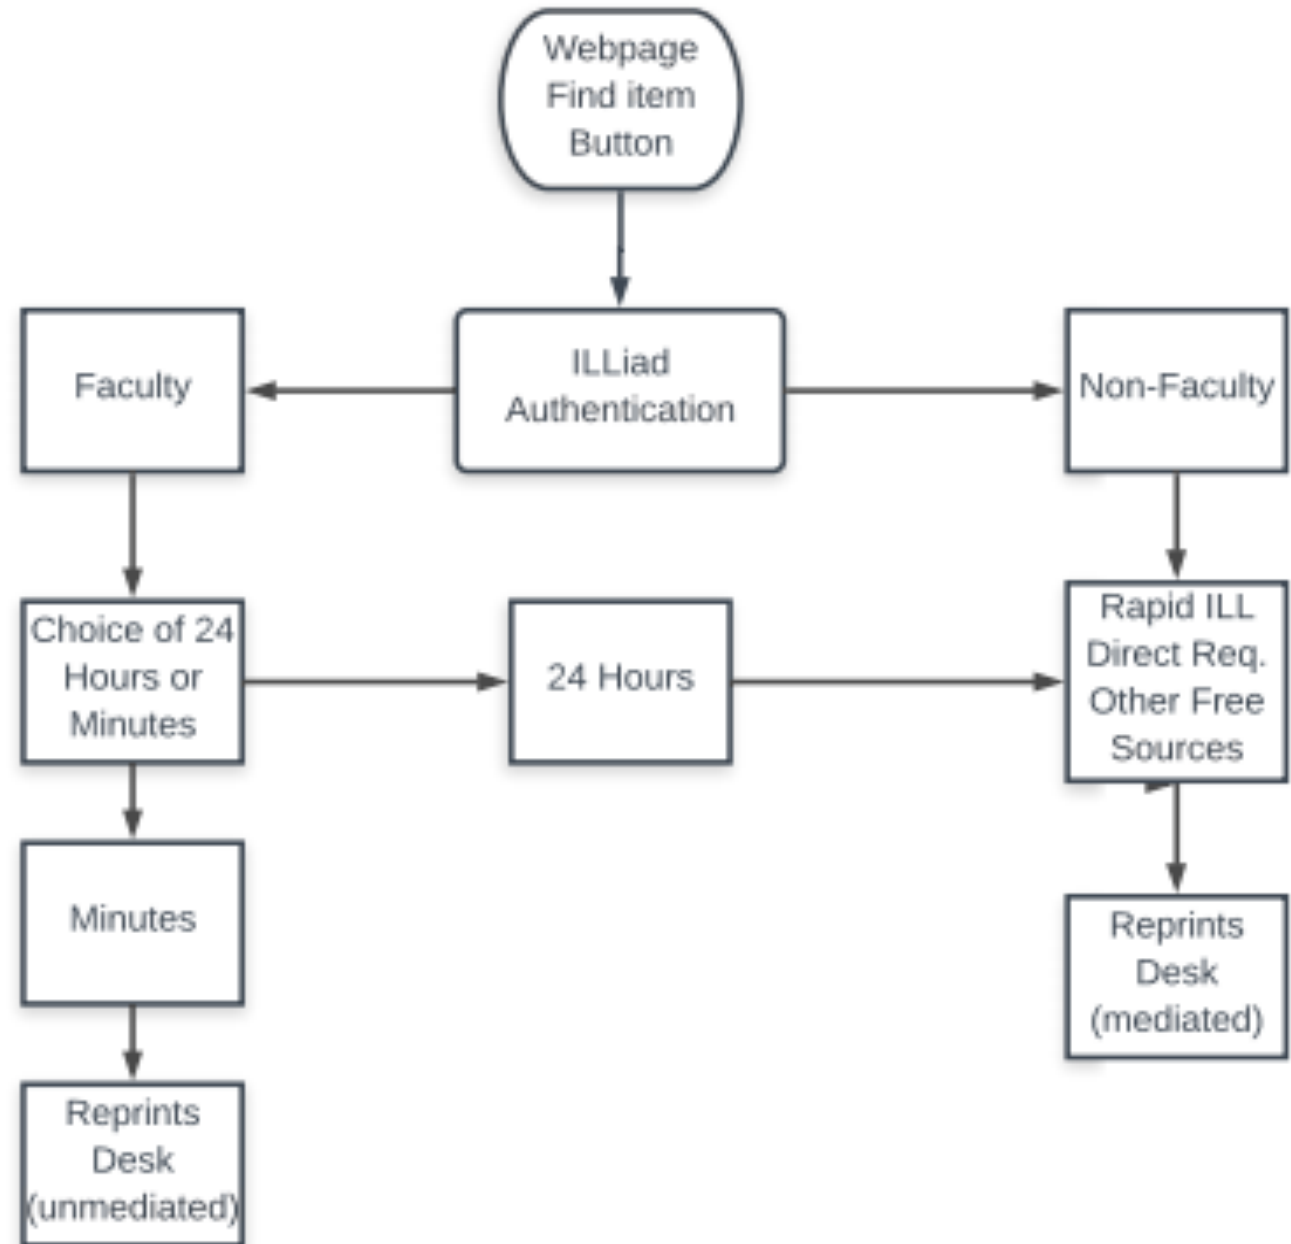 Webpage
Find item
Button
Faculty
ILLiad
Authentication
Non-Faculty
Choice of 24
Hours or
Minutes
24 Hours
Rapid ILL
Direct Req.
Other Free
Sources
Minutes
Reprints
Desk
(mediated)
Reprints
Desk
(unmediated)